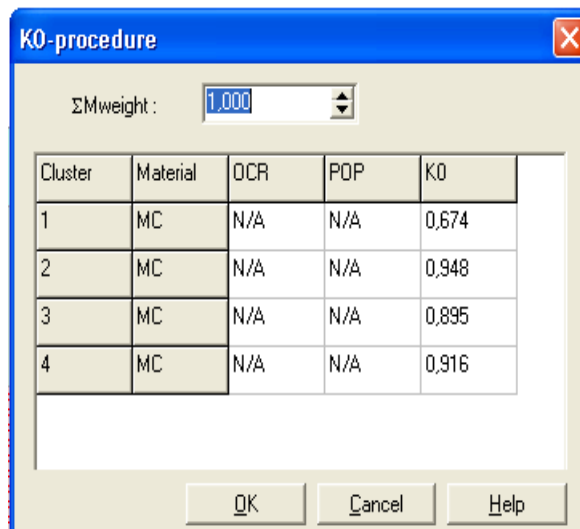 K0-procedure
ΣMweight : 1,000
Cluster Material OCR POP K0
1 MC N/A N/A 0,674
2 MC N/A N/A 0,948
3 MC N/A N/A 0,895
4 MC N/A N/A 0,916
OK Cancel Help